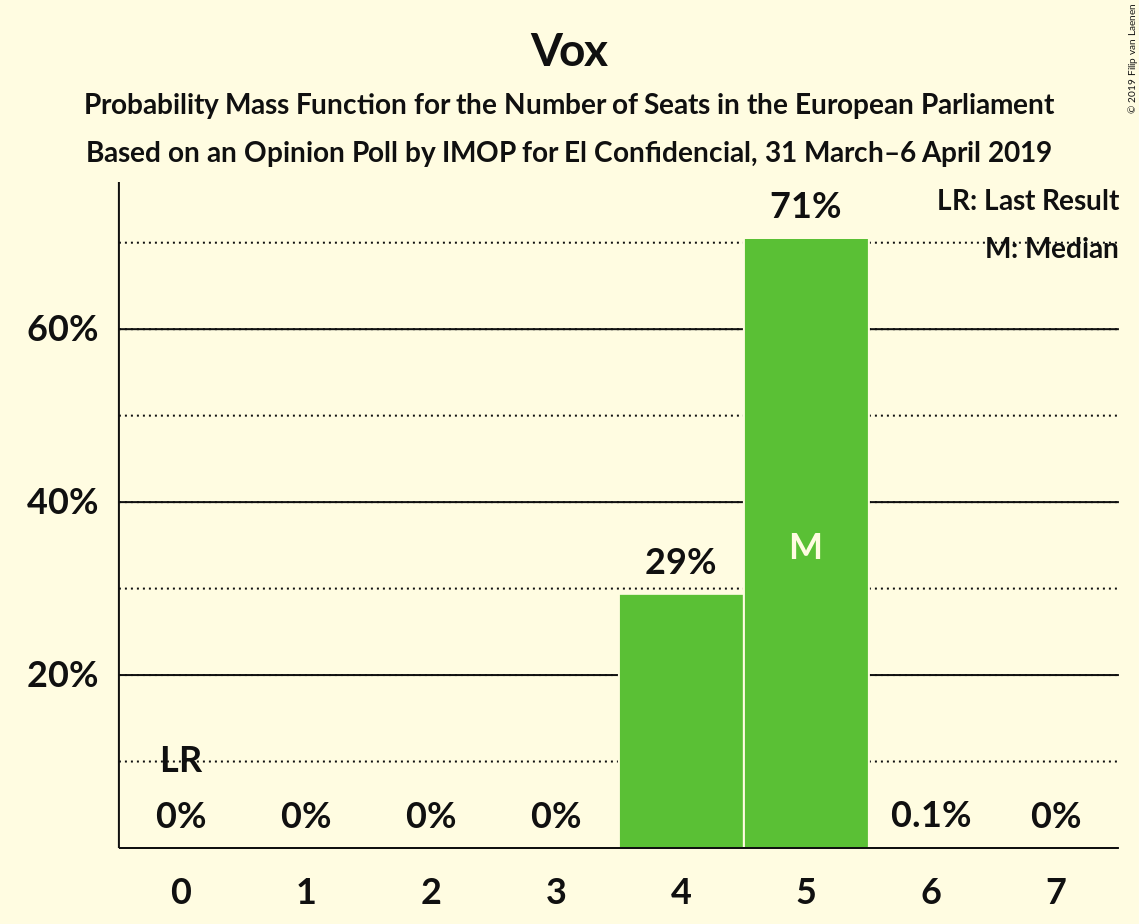 Vox
Probability Mass Function for the Number of Seats in the European Parliament
Based on an Opinion Poll by IMOP for El Confidencial, 31 March–6 April 2019
© 2019 Filip van Laenen
LR: Last Result
M: Median
71%
60%
40%
29%
M
20%
LR
0%
0%
0%
0%
0.1%
0%
0
1
2
3
4
5
6
7